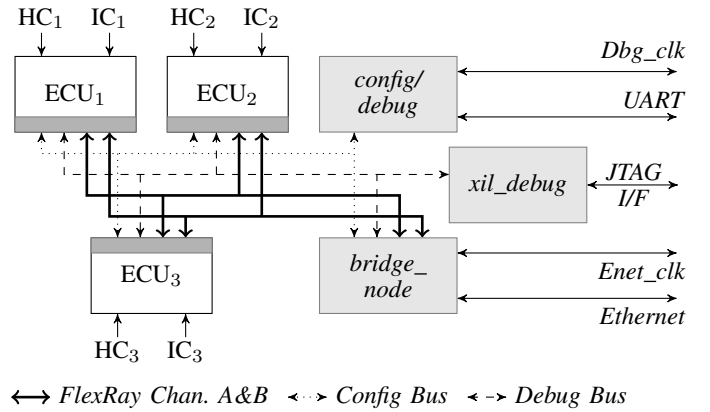 HC₁ IC₁ HC₂ IC₂
Dbg_clk
ECU₁ ECU₂ config/
debug
UART
xil_debug JTAG
I/F
ECU₃ bridge_
node
Enet_clk
Ethernet
HC₃ IC₃
FlexRay Chan. A&B Config Bus Debug Bus